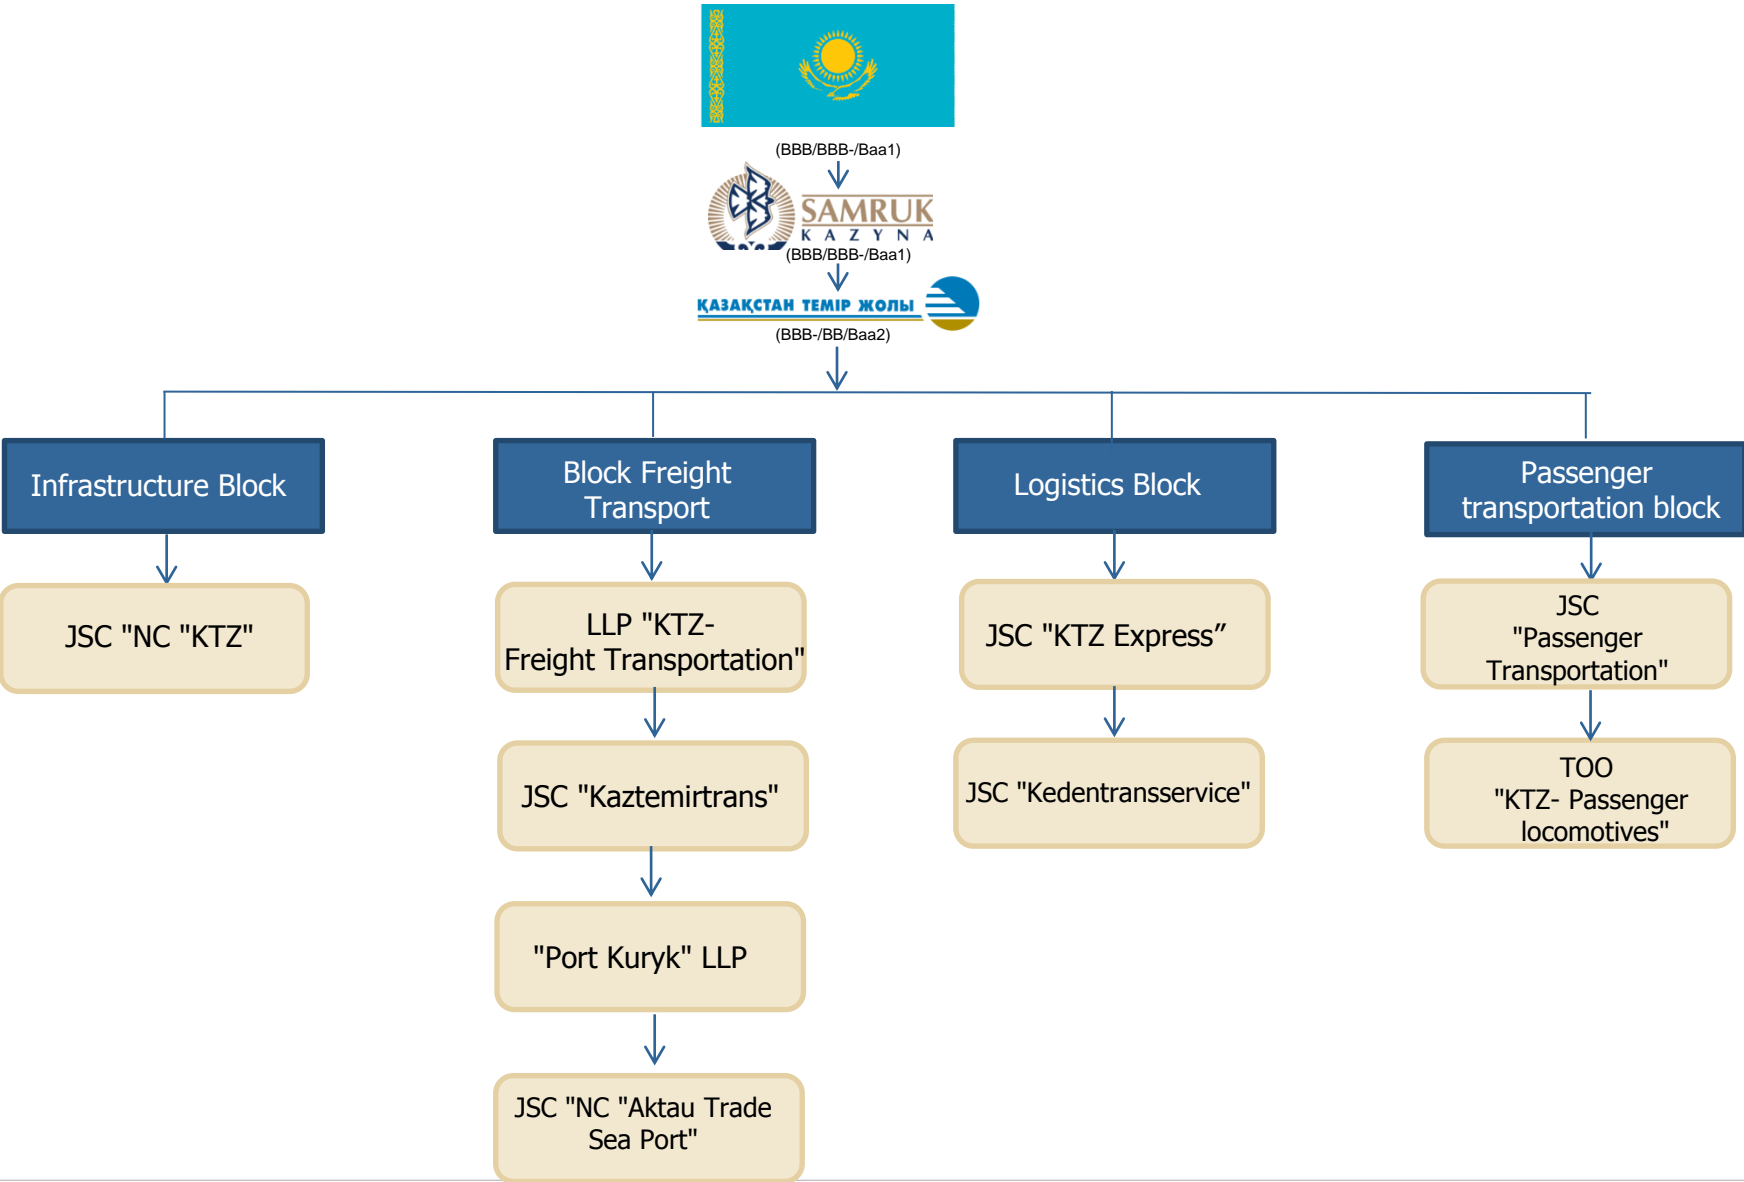 (BBB/BBB-/Baa1)
SAMRUK
KAZYNA
(BBB/BBB-/Baa1)
ҚАЗАҚСТАН ТЕМІР ЖОЛЫ
(BBB-/BB/Baa2)
Infrastructure Block
Block Freight
Transport
Logistics Block
Passenger
transportation block
JSC "NC "KTZ"
LLP "KTZ-
Freight Transportation"
JSC "KTZ Express”
JSC
"Passenger
Transportation"
JSC "Kaztemirtrans"
JSC "Kedentransservice"
TOO
"KTZ- Passenger
locomotives"
"Port Kuryk" LLP
JSC "NC "Aktau Trade
Sea Port"